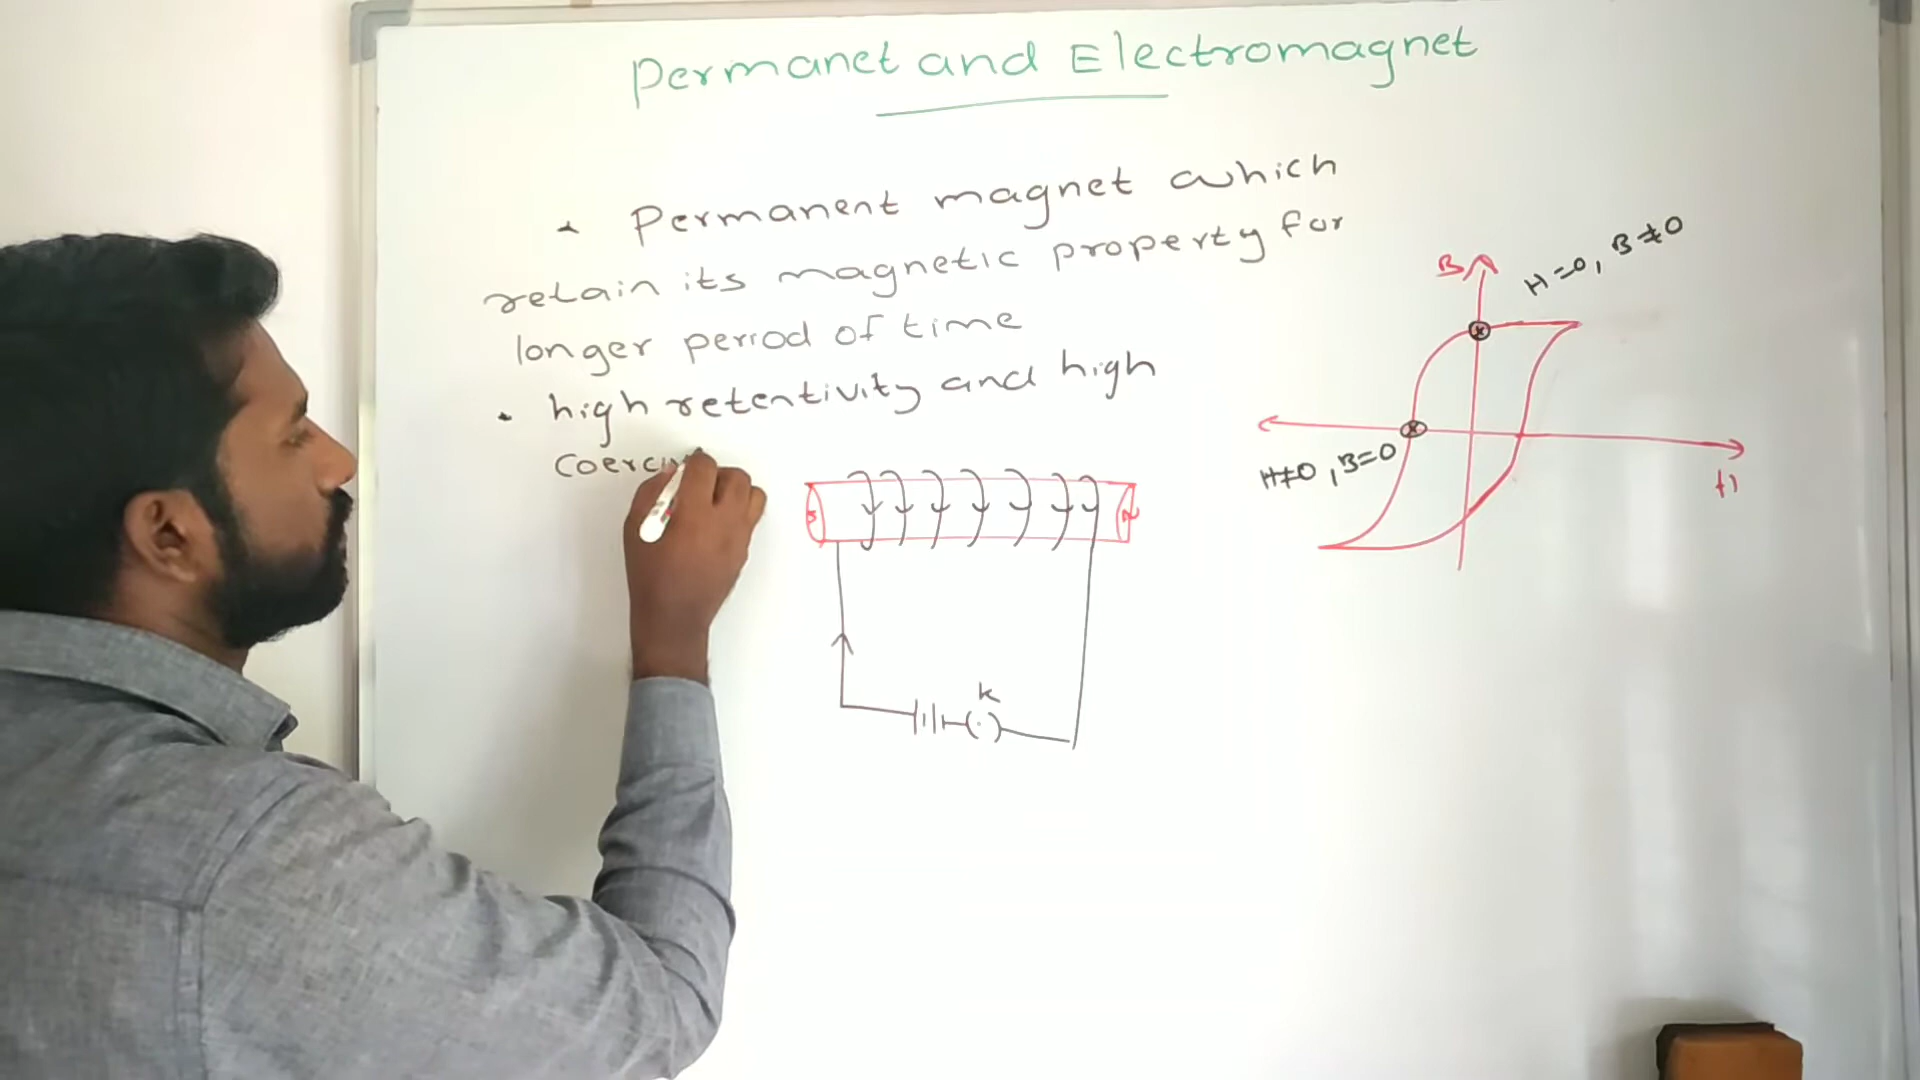 Permanet and Electromagnet
Permanent magnet which
retain its magnetic property for
longer period of time
high retentivity and high
B
H=0, B≠0
H≠0, B=0
H
S
N
k